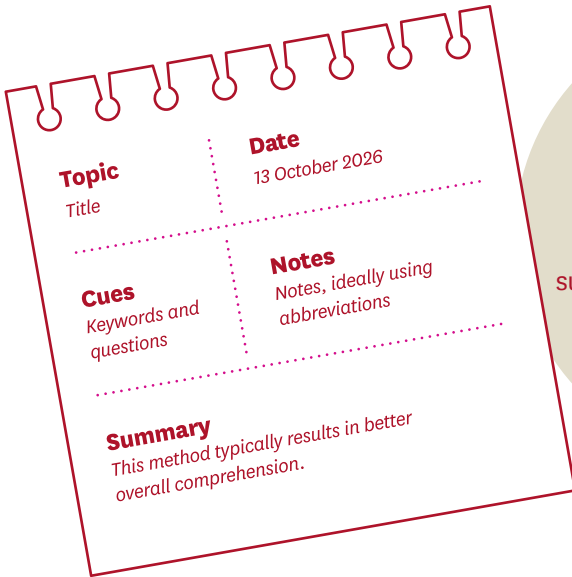 Topic
Title
Date
13 October 2026
Cues
Keywords and
questions
Notes
Notes, ideally using
abbreviations
Summary
This method typically results in better
overall comprehension.